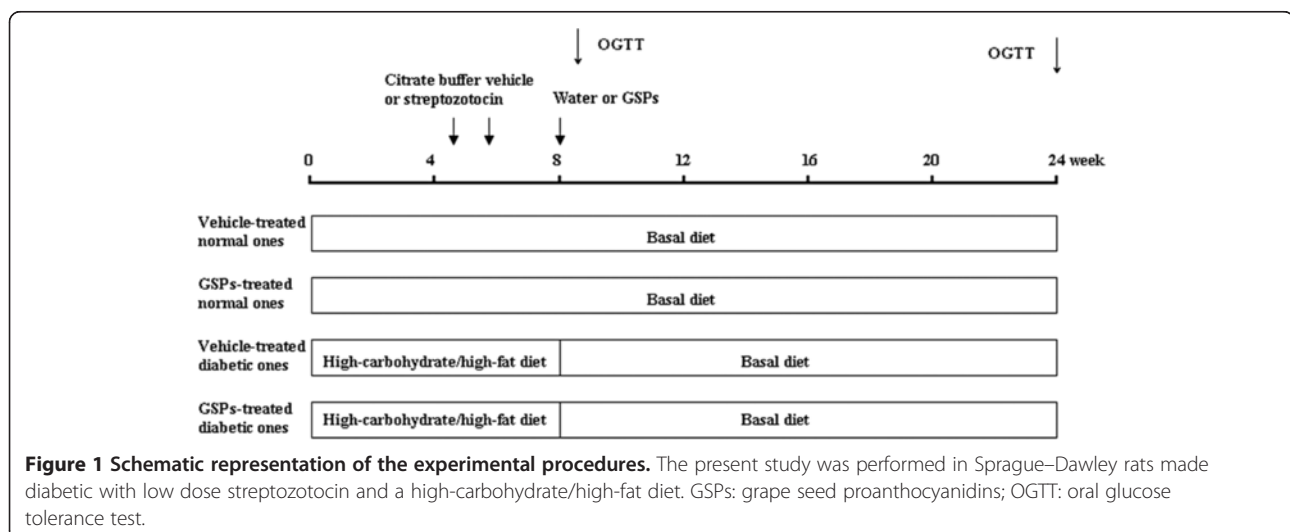 OGTT
OGTT
Citrate buffer vehicle
or streptozotocin
Water or GSPs
0 4 8 12 16 20 24 week
Vehicle-treated
normal ones
Basal diet
GSPs-treated
normal ones
Basal diet
Vehicle-treated
diabetic ones
High-carbohydrate/high-fat diet
Basal diet
GSPs-treated
diabetic ones
High-carbohydrate/high-fat diet
Basal diet
Figure 1 Schematic representation of the experimental procedures. The present study was performed in Sprague–Dawley rats made
diabetic with low dose streptozotocin and a high-carbohydrate/high-fat diet. GSPs: grape seed proanthocyanidins; OGTT: oral glucose
tolerance test.